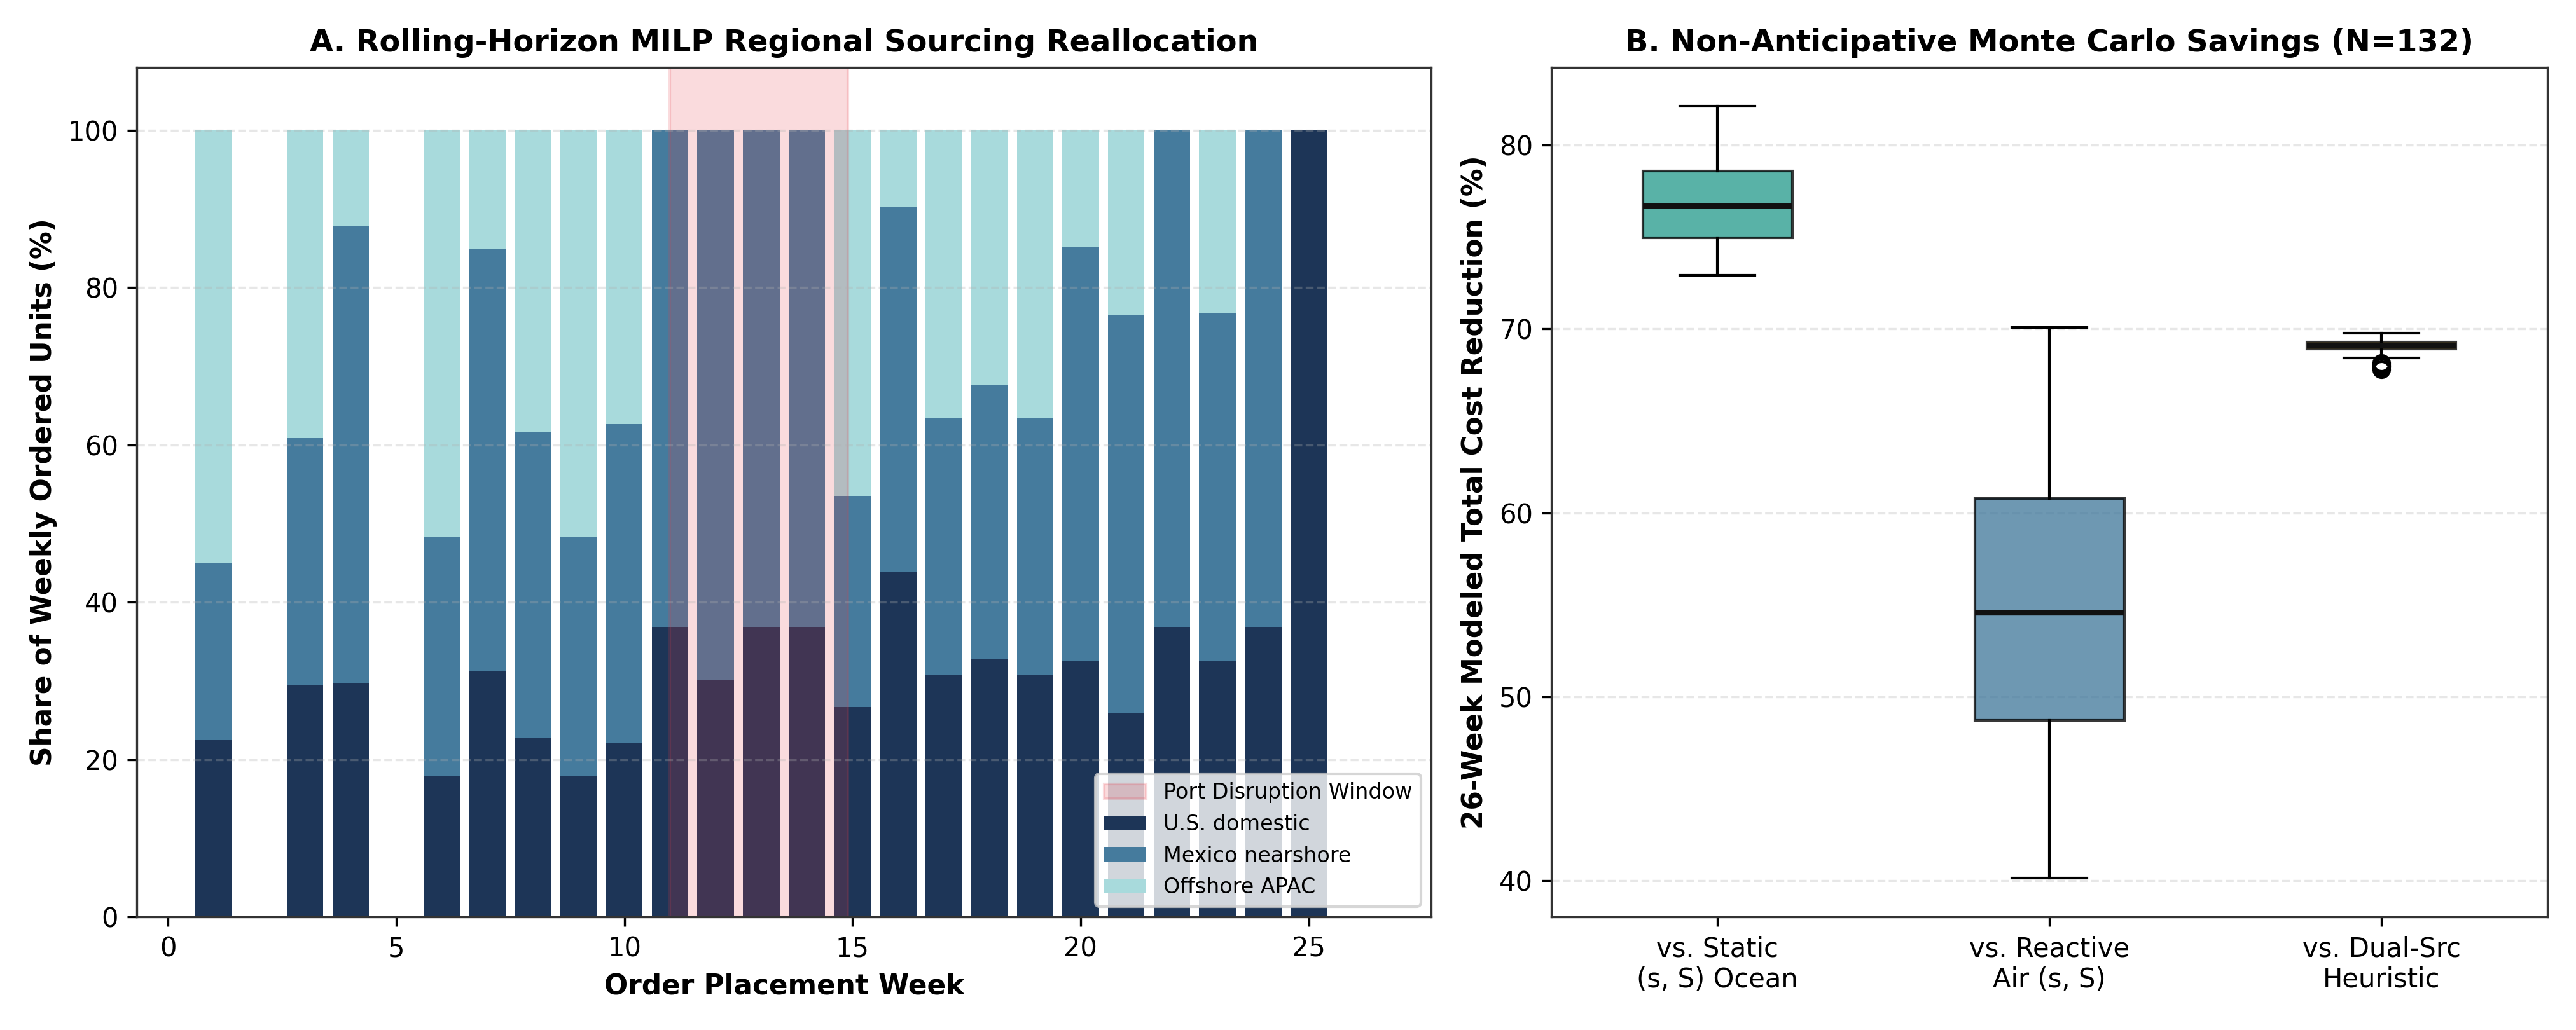 A. Rolling-Horizon MILP Regional Sourcing Reallocation
Share of Weekly Ordered Units (%)
100
80
60
40
20
0
0 5 10 15 20 25
Order Placement Week
Port Disruption Window
U.S. domestic
Mexico nearshore
Offshore APAC
B. Non-Anticipative Monte Carlo Savings (N=132)
26-Week Modeled Total Cost Reduction (%)
80
70
60
50
40
vs. Static
(s, S) Ocean
vs. Reactive
Air (s, S)
vs. Dual-Src
Heuristic